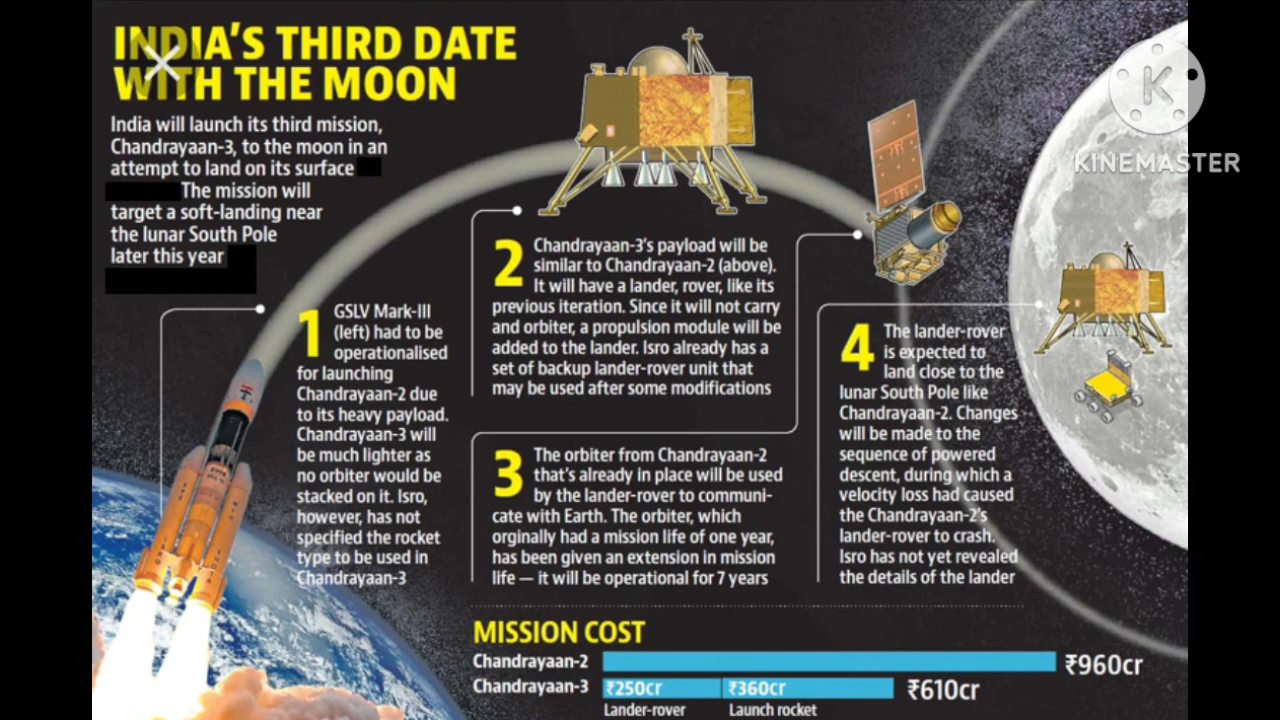 INDIA'S THIRD DATE
WITH THE MOON
India will launch its third mission,
Chandrayaan-3, to the moon in an
attempt to land on its surface
The mission will
target a soft-landing near
the lunar South Pole
later this year
1 GSLV Mark-III
(left) had to be
operationalised
for launching
Chandrayaan-2 due
to its heavy payload.
Chandrayaan-3 will
be much lighter as
no orbiter would be
stacked on it. Isro,
however, has not
specified the rocket
type to be used in
Chandrayaan-3
2 Chandrayaan-3's payload will be
similar to Chandrayaan-2 (above).
It will have a lander, rover, like its
previous iteration. Since it will not carry
and orbiter, a propulsion module will be
added to the lander. Isro already has a
set of backup lander-rover unit that
may be used after some modifications
3 The orbiter from Chandrayaan-2
that's already in place will be used
by the lander-rover to communi-
cate with Earth. The orbiter, which
orginally had a mission life of one year,
has been given an extension in mission
life — it will be operational for 7 years
4 The lander-rover
is expected to
land close to the
lunar South Pole like
Chandrayaan-2. Changes
will be made to the
sequence of powered
descent, during which a
velocity loss had caused
the Chandrayaan-2's
lander-rover to crash.
Isro has not yet revealed
the details of the lander
MISSION COST
Chandrayaan-2 ₹960cr
Chandrayaan-3 ₹250cr ₹360cr ₹610cr
Lander-rover Launch rocket
K
KINEMASTER